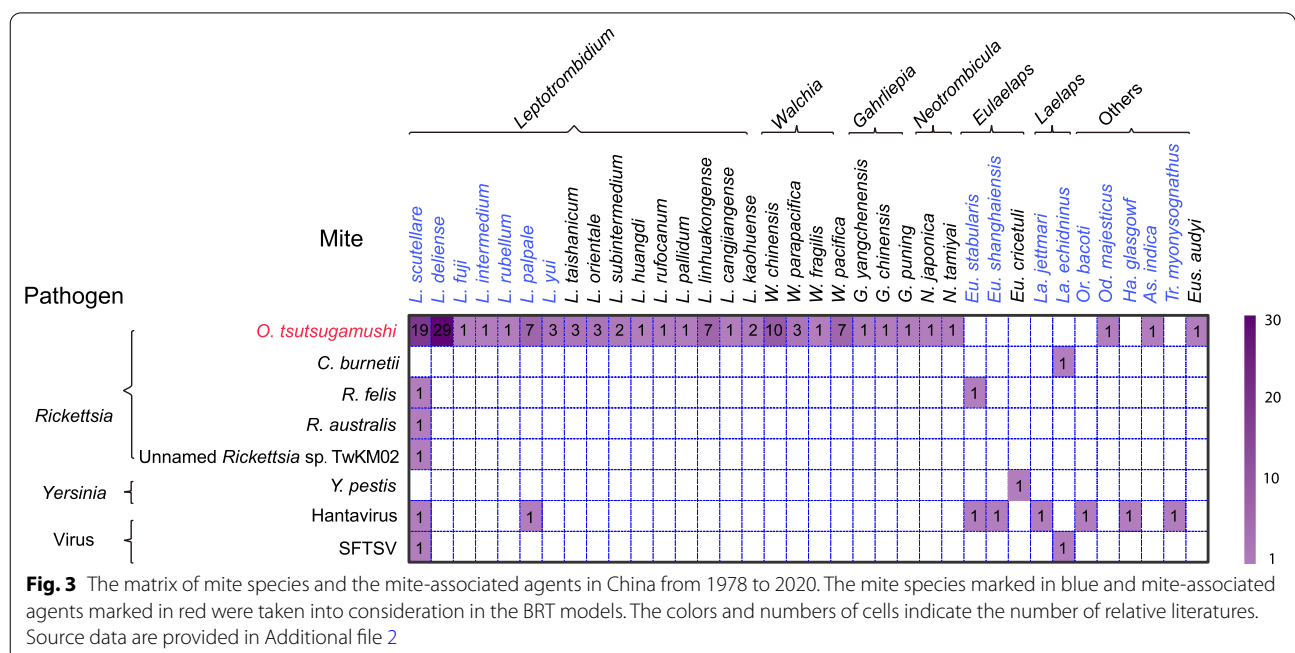 Leptotrombidium
Walchia
Gahrliepia
Neotrombicula
Eulaelaps
Laelaps
Others
Mite
L. scutellare
L. deliense
L. fuji
L. intermedium
L. rubellum
L. palpale
L. yui
L. taishanicum
L. orientale
L. subintermedium
L. huangdi
L. rufocanum
L. pallidum
L. linhuakongense
L. cangjiangense
L. kaohuense
W. chinensis
W. parapacifica
W. fragilis
W. pacifica
G. yangchenensis
G. chinensis
G. puning
N. japonica
N. tamiyai
Eu. stabularis
Eu. shanghaiensis
Eu. cricetuli
La. jettmari
La. echidninus
Or. bacoti
Od. majesticus
Ha. glasgowf
As. indica
Tr. myonysognathus
Eus. audyi
Pathogen
O. tsutsugamushi 19 29 1 1 1 7 3 3 3 2 1 1 1 7 1 2 10 3 1 7 1 1 1 1 1 1 1 1
C. burnetii 1
R. felis 1 1
Rickettsia
R. australis 1
Unnamed Rickettsia sp. TwKM02 1
Yersinia
Y. pestis 1
Virus
Hantavirus 1 1 1 1 1 1 1 1
SFTSV 1 1
30
20
10
1
Fig. 3 The matrix of mite species and the mite-associated agents in China from 1978 to 2020. The mite species marked in blue and mite-associated
agents marked in red were taken into consideration in the BRT models. The colors and numbers of cells indicate the number of relative literatures.
Source data are provided in Additional file 2